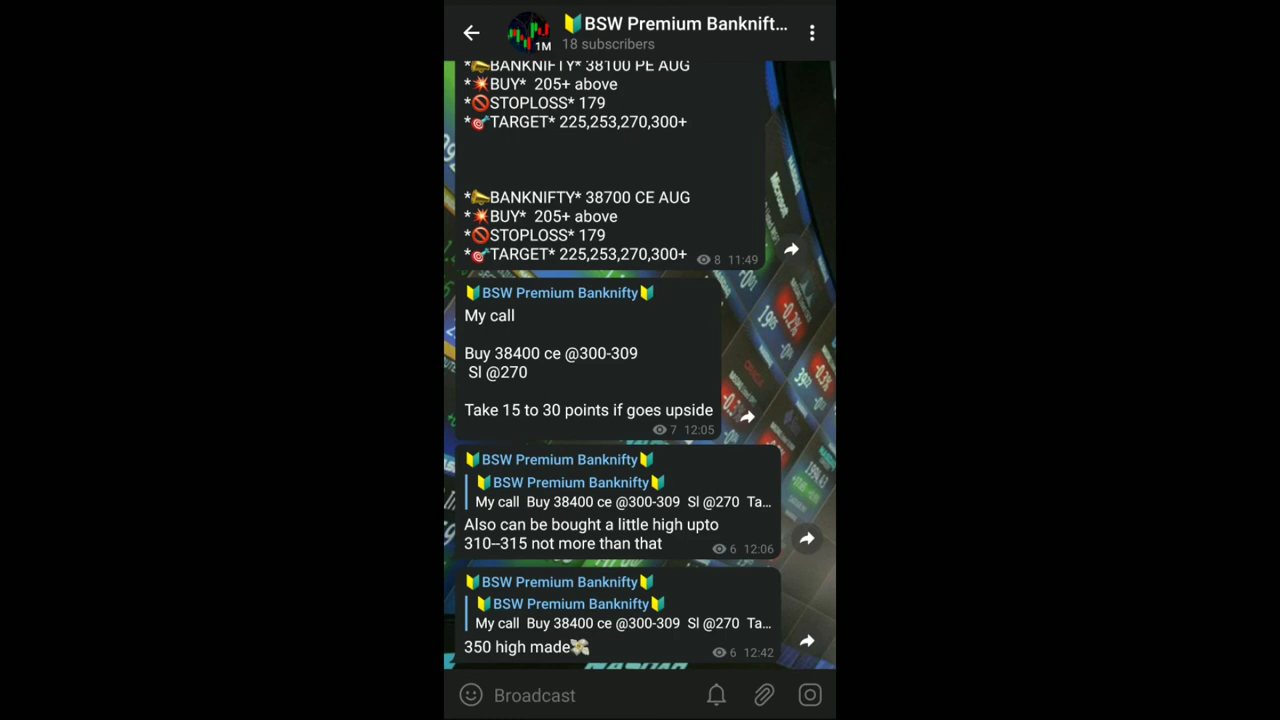 🔰BSW Premium Banknift...
18 subscribers
1M
*📣BANKNIFTY* 38100 PE AUG
*💥BUY* 205+ above
*🚫STOPLOSS* 179
*🎯TARGET* 225,253,270,300+
*📣BANKNIFTY* 38700 CE AUG
*💥BUY* 205+ above
*🚫STOPLOSS* 179
*🎯TARGET* 225,253,270,300+
8 11:49
🔰BSW Premium Banknifty🔰
My call
Buy 38400 ce @300-309
Sl @270
Take 15 to 30 points if goes upside
7 12:05
🔰BSW Premium Banknifty🔰
🔰BSW Premium Banknifty🔰
My call Buy 38400 ce @300-309 Sl @270 Ta...
Also can be bought a little high upto
310--315 not more than that
6 12:06
🔰BSW Premium Banknifty🔰
🔰BSW Premium Banknifty🔰
My call Buy 38400 ce @300-309 Sl @270 Ta...
350 high made💸
6 12:42
Broadcast
Microsoft
-0.2%
-0.3%